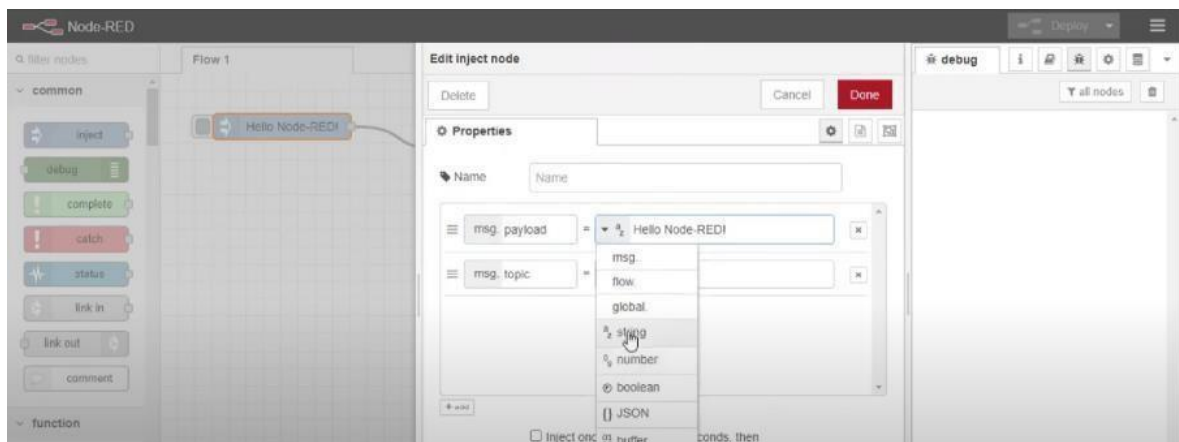 Node-RED
Deploy
filter nodes
common
inject
debug
complete
catch
status
link in
link out
comment
function
Flow 1
Hello Node-RED!
Edit inject node
Delete
Cancel
Done
Properties
Name
Name
msg. payload = a z Hello Node-RED!
msg. topic =
msg.
flow.
global.
a z string
0 9 number
boolean
{} JSON
buffer
add
Inject once
conds, then
debug
i
all nodes